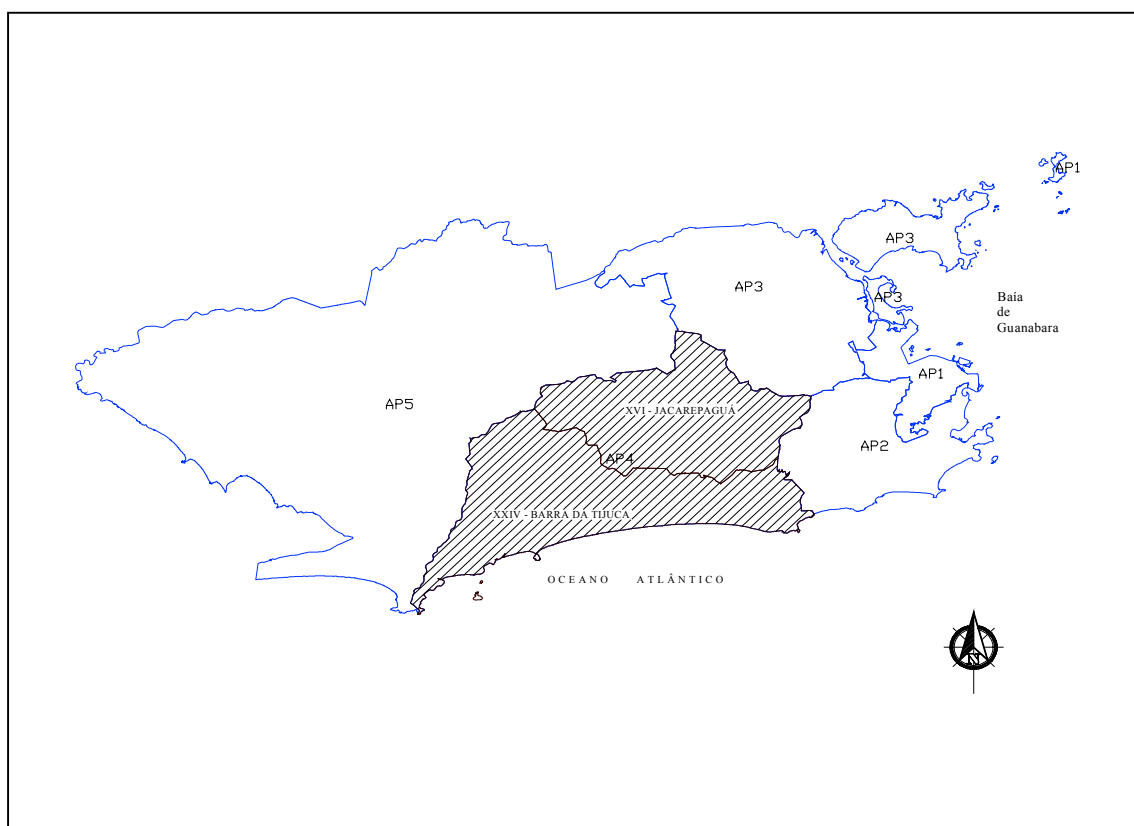 AP1
AP3
AP3
AP3
Baía
de
Guanabara
AP1
AP5
XVI - JACAREPAGUÁ
AP2
AP4
XXIV - BARRA DA TIJUCA
OCEANO ATLÂNTICO
N